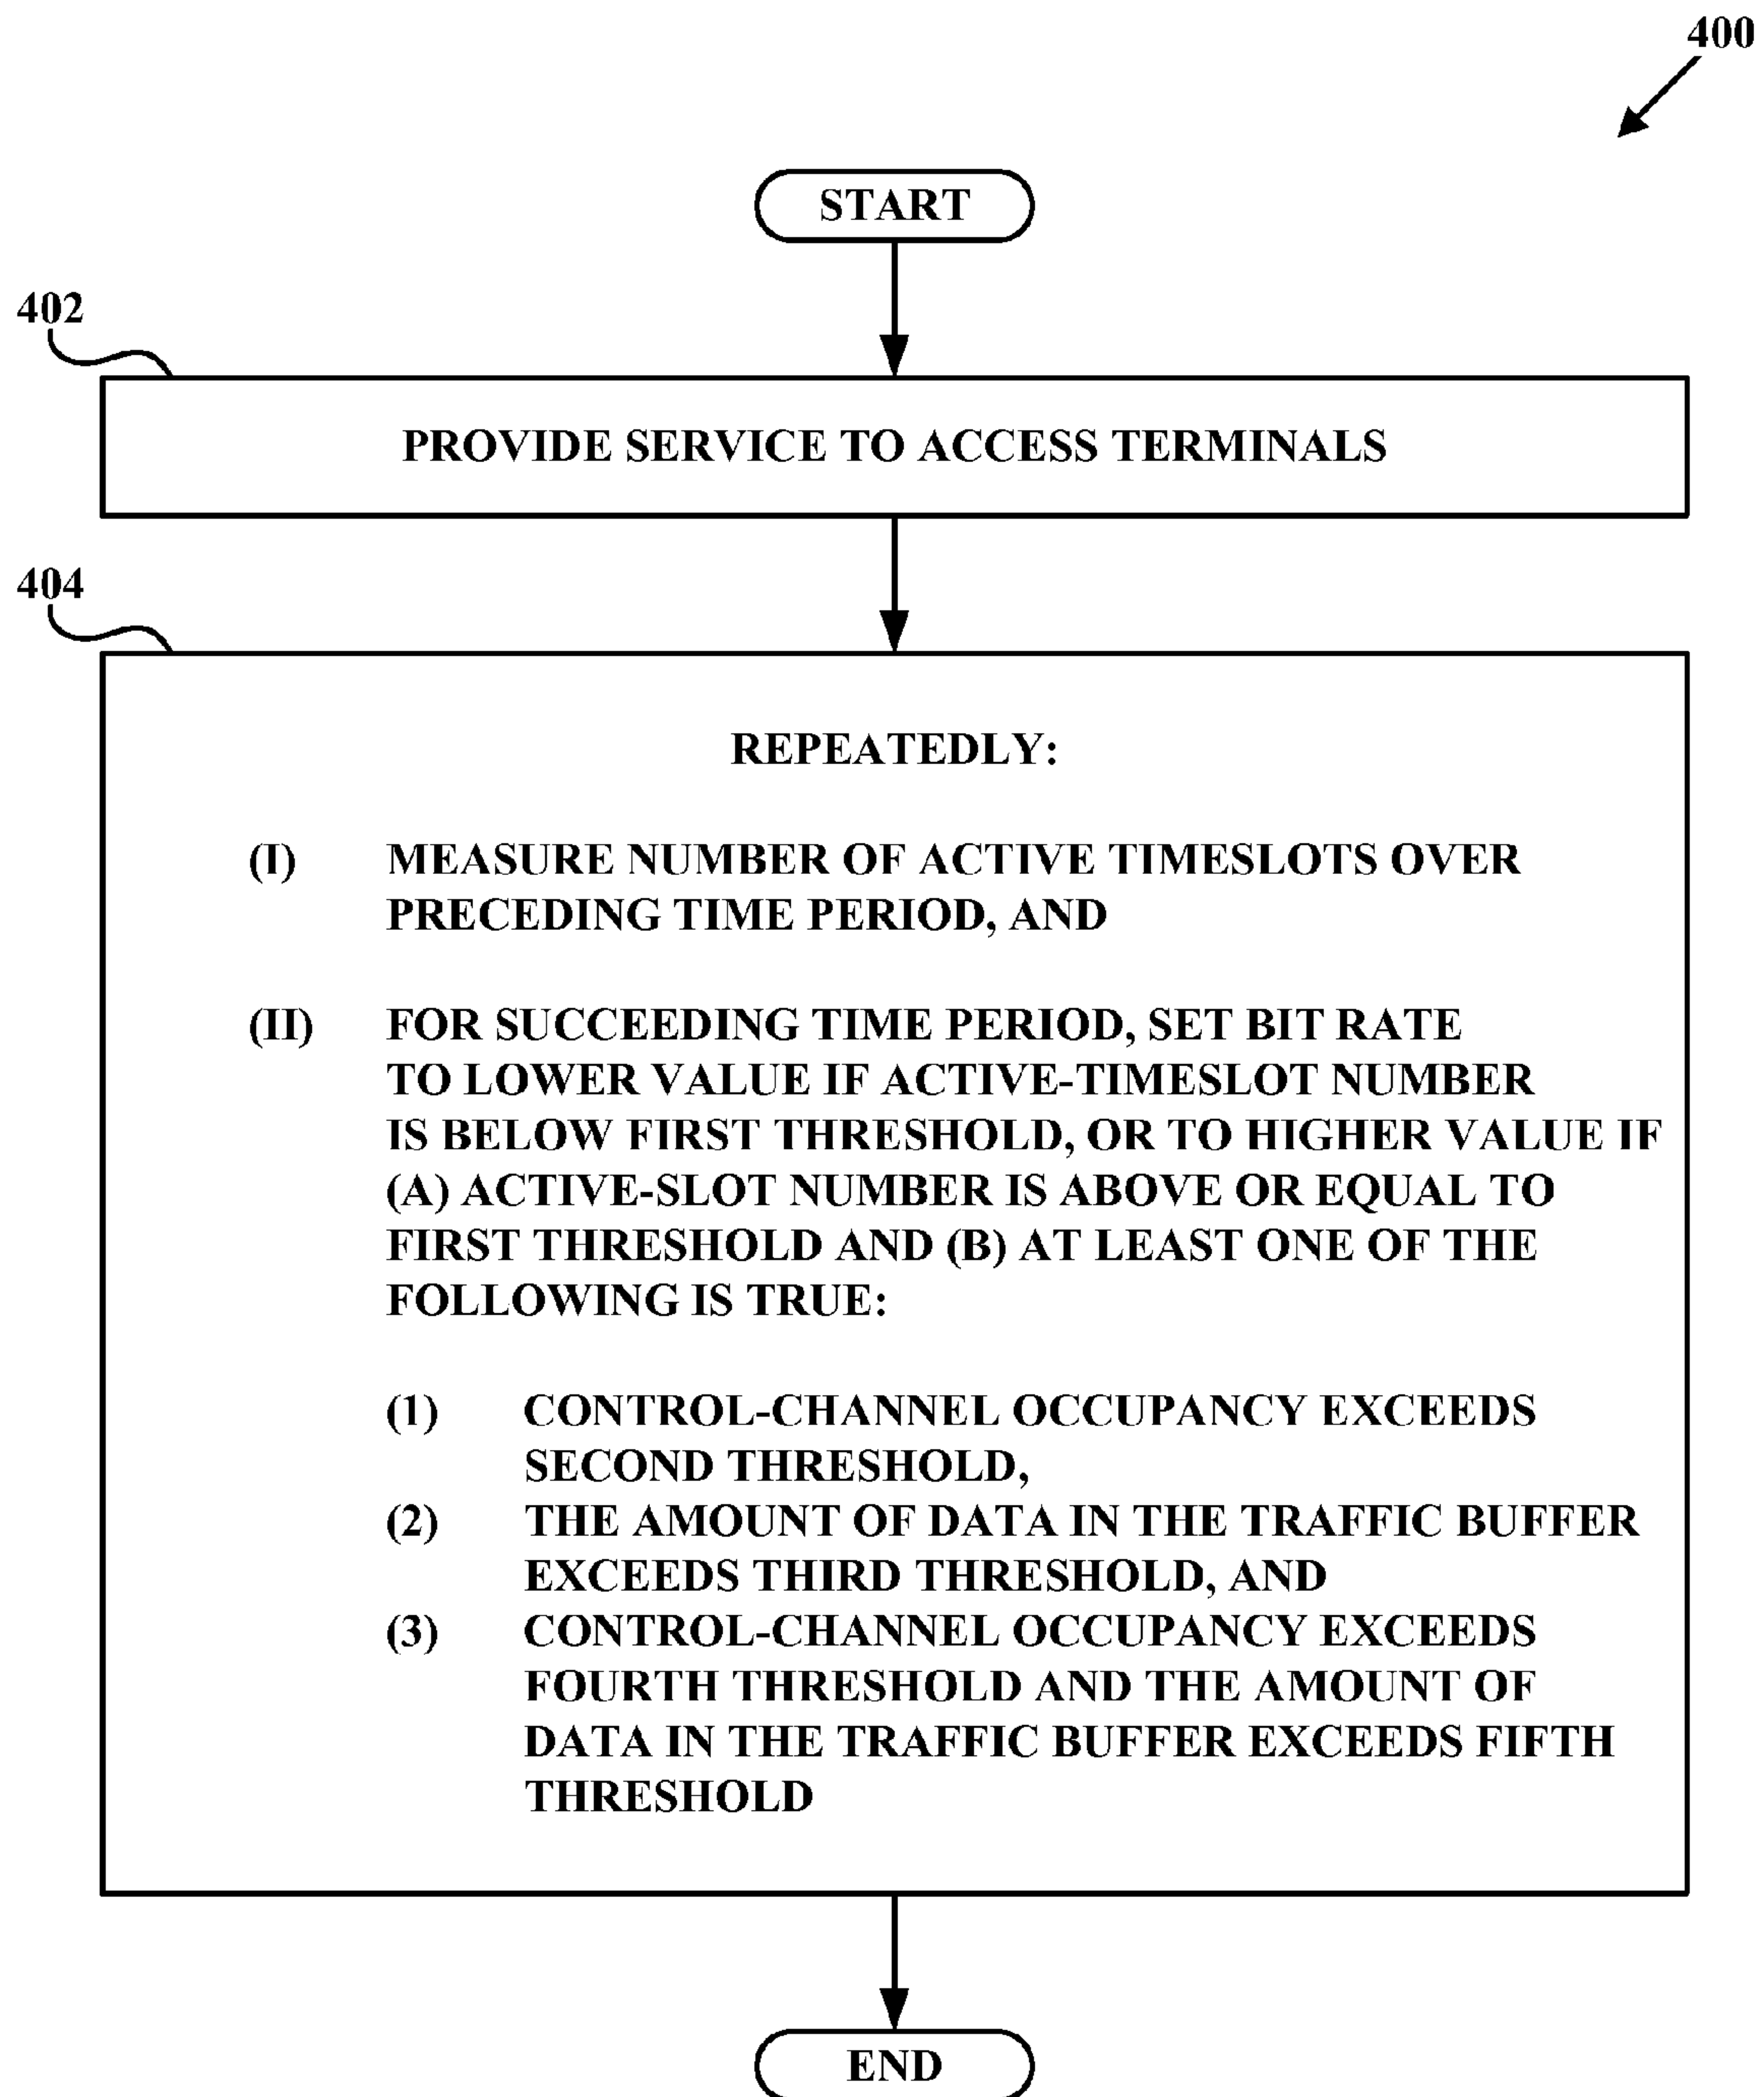 400
START
402
PROVIDE SERVICE TO ACCESS TERMINALS
404
REPEATEDLY:
(I) MEASURE NUMBER OF ACTIVE TIMESLOTS OVER
PRECEDING TIME PERIOD, AND
(II) FOR SUCCEEDING TIME PERIOD, SET BIT RATE
TO LOWER VALUE IF ACTIVE-TIMESLOT NUMBER
IS BELOW FIRST THRESHOLD, OR TO HIGHER VALUE IF
(A) ACTIVE-SLOT NUMBER IS ABOVE OR EQUAL TO
FIRST THRESHOLD AND (B) AT LEAST ONE OF THE
FOLLOWING IS TRUE:
(1) CONTROL-CHANNEL OCCUPANCY EXCEEDS
SECOND THRESHOLD,
(2) THE AMOUNT OF DATA IN THE TRAFFIC BUFFER
EXCEEDS THIRD THRESHOLD, AND
(3) CONTROL-CHANNEL OCCUPANCY EXCEEDS
FOURTH THRESHOLD AND THE AMOUNT OF
DATA IN THE TRAFFIC BUFFER EXCEEDS FIFTH
THRESHOLD
END